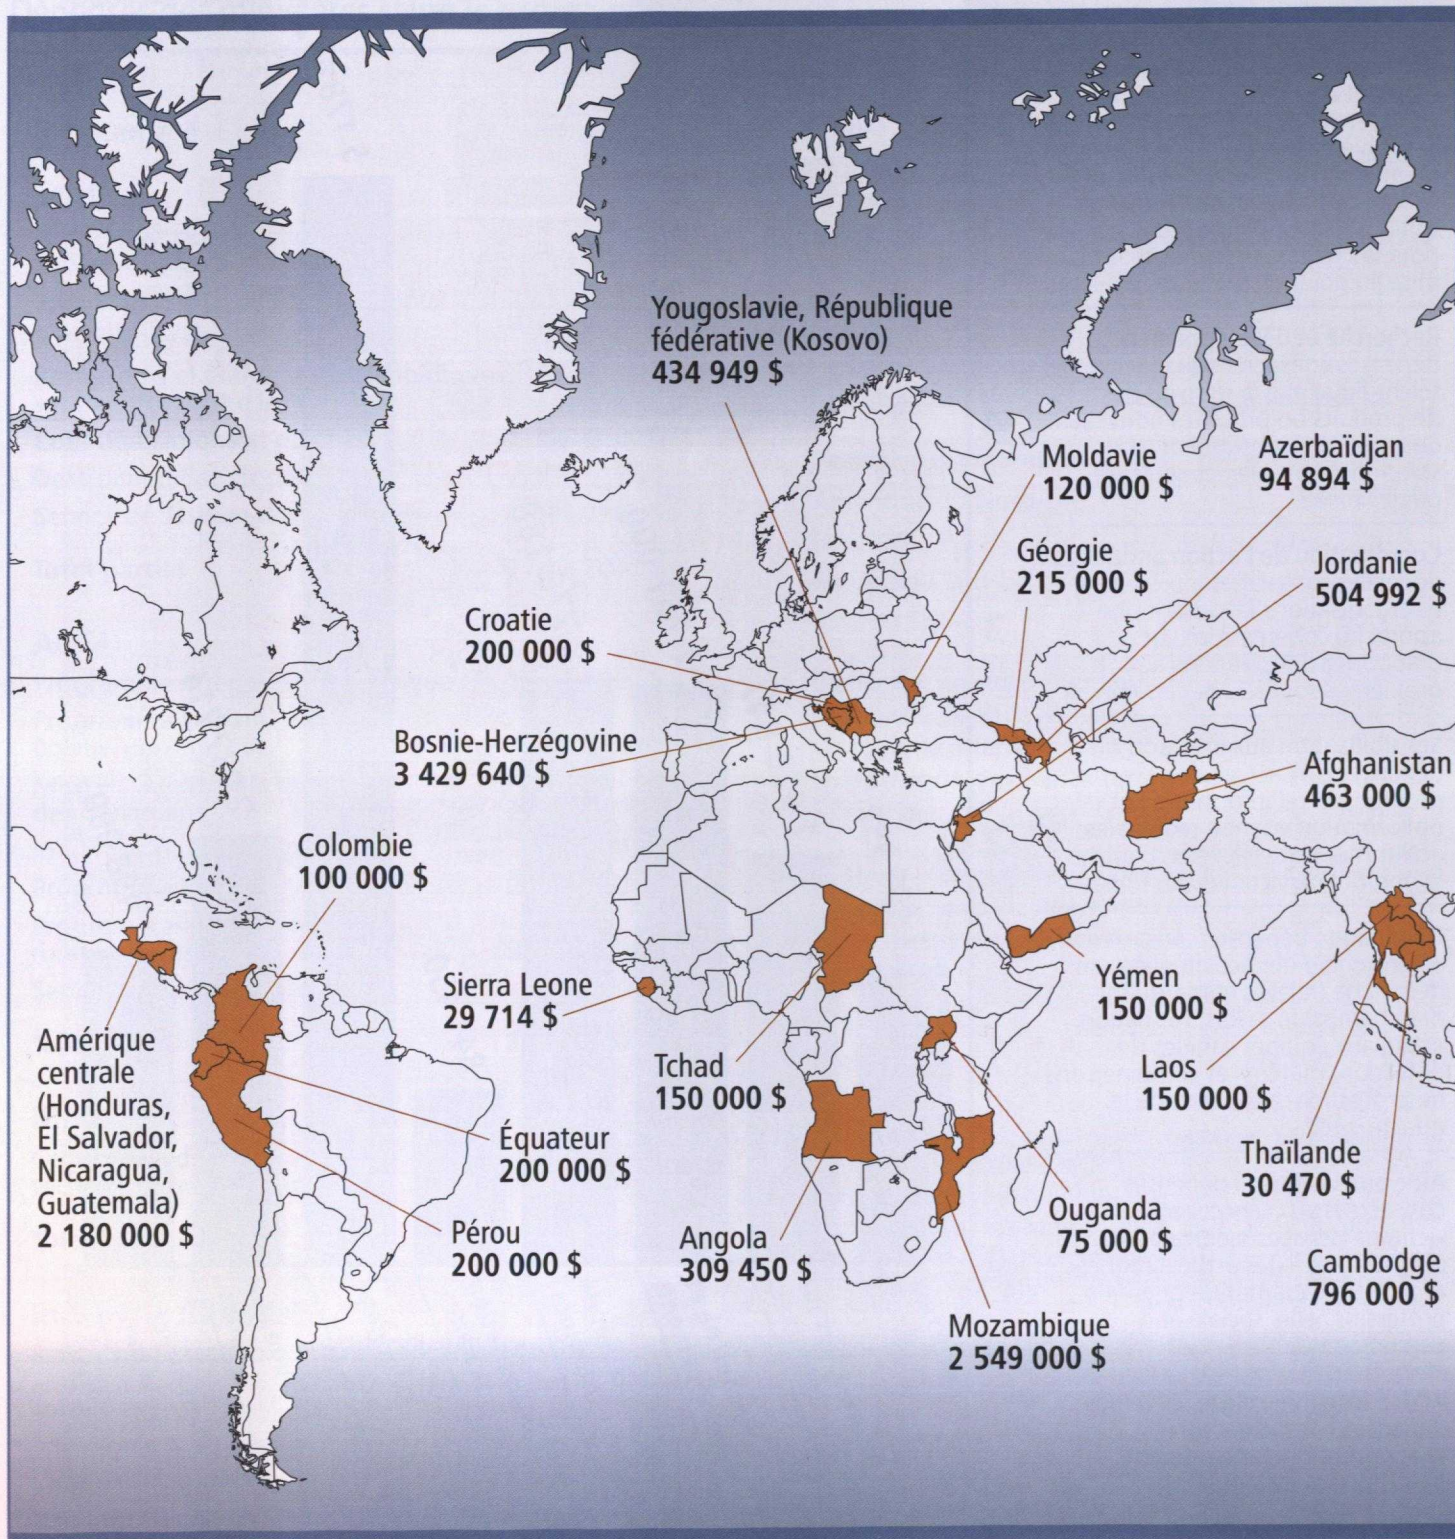 Yougoslavie, République
fédérative (Kosovo)
434 949 $
Moldavie
120 000 $
Azerbaïdjan
94 894 $
Géorgie
215 000 $
Jordanie
504 992 $
Croatie
200 000 $
Bosnie-Herzégovine
3 429 640 $
Afghanistan
463 000 $
Colombie
100 000 $
Sierra Leone
29 714 $
Yémen
150 000 $
Amérique
centrale
(Honduras,
El Salvador,
Nicaragua,
Guatemala)
2 180 000 $
Tchad
150 000 $
Laos
150 000 $
Équateur
200 000 $
Thaïlande
30 470 $
Pérou
200 000 $
Angola
309 450 $
Ouganda
75 000 $
Cambodge
796 000 $
Mozambique
2 549 000 $